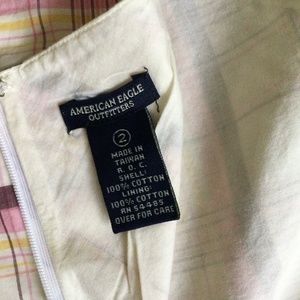 AMERICAN EAGLE
OUTFITTERS
2
MADE IN
TAIWAN
R. O. C.
SHELL:
100% COTTON
LINING:
100% COTTON
RN 54485
OVER FOR CARE